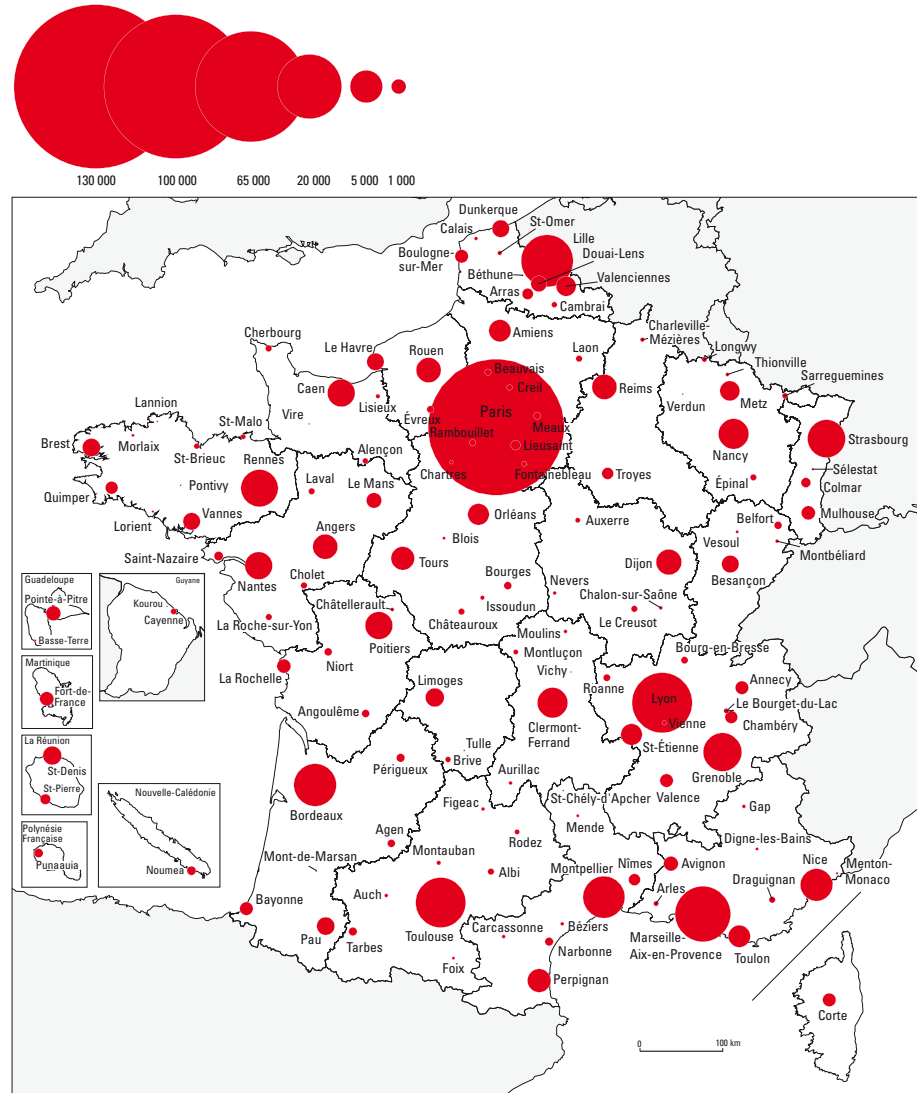 130 000
100 000
65 000
20 000
5 000
1 000
Dunkerque
St-Omer
Calais
Lille
Boulogne-
sur-Mer
Douai-Lens
Béthune
Valenciennes
Arras
Cambrai
Cherbourg
Amiens
Charleville-
Mézières
Longwy
Le Havre
Rouen
Laon
Thionville
Beauvais
Sarreguemines
Creil
Caen
Reims
Metz
Lisieux
Verdun
Lannion
Vire
Évreux
Paris
Meaux
St-Malo
Morlaix
Rambouillet
Lieusaint
Strasbourg
Brest
St-Brieuc
Alençon
Nancy
Rennes
Laval
Chartres
Fontainebleau
Troyes
Sélestat
Quimper
Pontivy
Le Mans
Épinal
Colmar
Vannes
Orléans
Mulhouse
Lorient
Angers
Auxerre
Belfort
Blois
Vesoul
Saint-Nazaire
Tours
Dijon
Montbéliard
Nantes
Cholet
Bourges
Nevers
Besançon
Guadeloupe
Pointe-à-Pitre
Basse-Terre
Guyane
Kourou
Cayenne
Châtellerault
Issoudun
Chalon-sur-Saône
La Roche-sur-Yon
Châteauroux
Le Creusot
Moulins
Poitiers
Bourg-en-Bresse
Niort
Montluçon
Martinique
Fort-de-
France
La Rochelle
Vichy
Roanne
Annecy
Limoges
Lyon
Le Bourget-du-Lac
Angoulême
Vienne
Chambéry
Clermont-
Ferrand
La Réunion
St-Denis
St-Pierre
Tulle
St-Étienne
Périgueux
Brive
Grenoble
Aurillac
Valence
Nouvelle-Calédonie
Noumea
Bordeaux
Figeac
St-Chély-d'Apcher
Gap
Polynésie
Française
Punaauia
Mende
Agen
Rodez
Digne-les-Bains
Mont-de-Marsan
Montauban
Montpellier
Nîmes
Avignon
Nice
Menton-
Monaco
Albi
Draguignan
Auch
Arles
Bayonne
Toulouse
Carcassonne
Béziers
Marseille-
Aix-en-Provence
Pau
Tarbes
Narbonne
Toulon
Foix
Perpignan
Corte
0
100 km